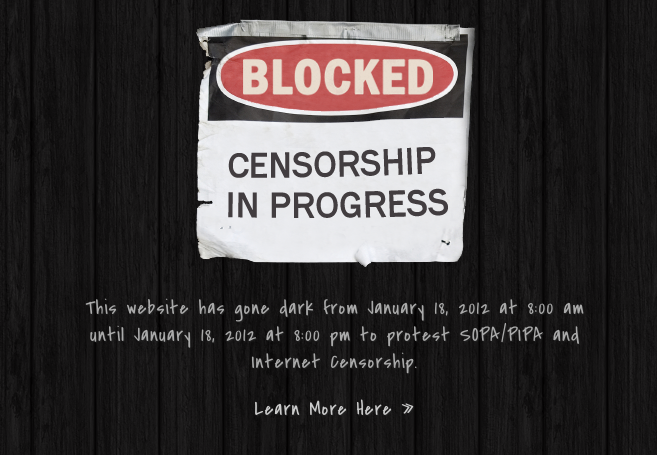 BLOCKED
CENSORSHIP
IN PROGRESS
This website has gone dark from January 18, 2012 at 8:00 am
until January 18, 2012 at 8:00 pm to protest SOPA/PIPA and
Internet Censorship.
Learn More Here »